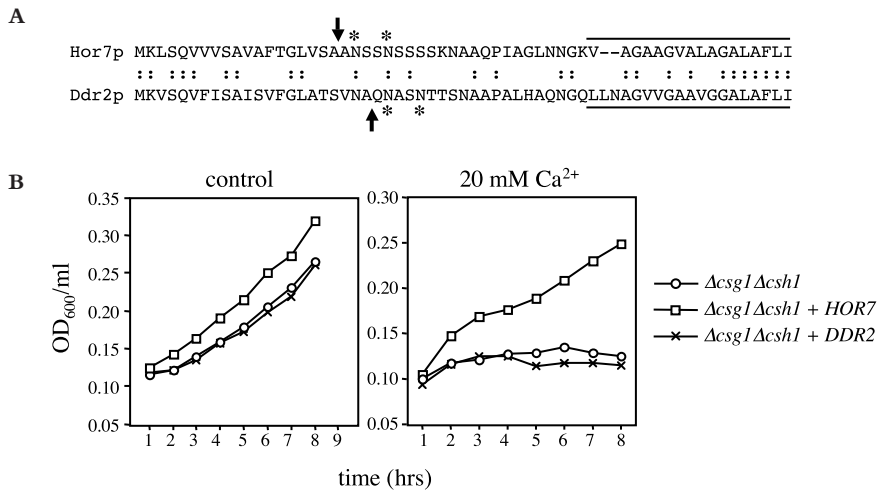 A
* *
Hor7p MKLSQVVVSAVAFTGLVSAANSSNSSSSKNAAQPIAGLNNGKV--AGAAGVALAGALAFLI
:: ::: :: :: : : : : : :: :: : : :::::::
Ddr2p MKVSQVFISAISVFGLATSVNAQNASNTTSNAAPALHAQNGQLLNAGVVGAAVGGALAFLI
* *
B
control
20 mM Ca2+
OD600/ml
0.35
0.30
0.25
0.20
0.15
0.10
0.05
1 2 3 4 5 6 7 8 9
0.30
0.25
0.20
0.15
0.10
0.05
1 2 3 4 5 6 7 8
Δcsg1Δcsh1
Δcsg1Δcsh1 + HOR7
Δcsg1Δcsh1 + DDR2
time (hrs)